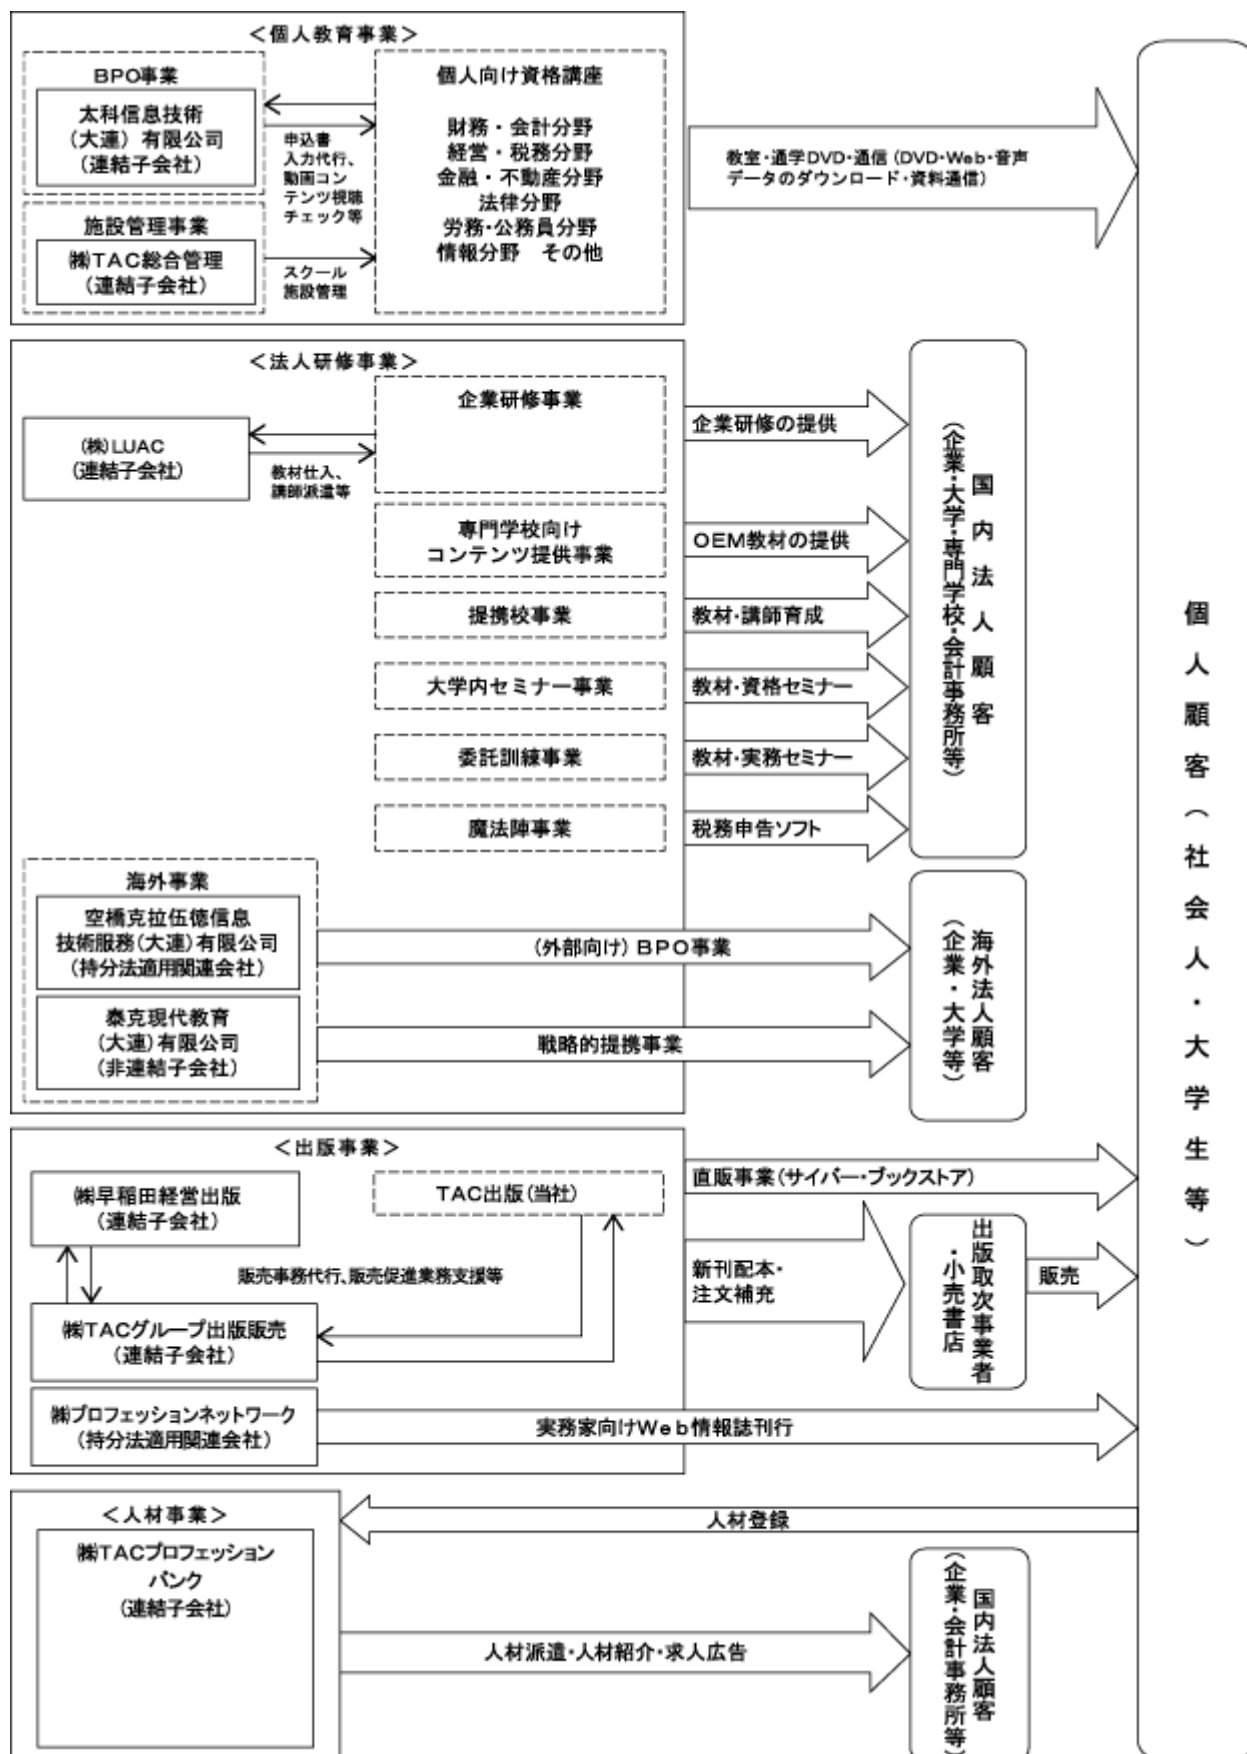 ＜個人教育事業＞
BPO事業
太科信息技術
（大連）有限公司
（連結子会社）
申込書
入力代行、
動画コン
テンツ視聴
チェック等
施設管理事業
㈱TAC総合管理
（連結子会社）
スクール
施設管理
個人向け資格講座
財務・会計分野
経営・税務分野
金融・不動産分野
法律分野
労務・公務員分野
情報分野　その他
教室・通学DVD・通信（DVD・Web・音声
データのダウンロード・資料通信）
＜法人研修事業＞
(株)LUAC
（連結子会社）
教材仕入、
講師派遣等
企業研修事業
企業研修の提供
専門学校向け
コンテンツ提供事業
OEM教材の提供
提携校事業
教材・講師育成
大学内セミナー事業
教材・資格セミナー
委託訓練事業
教材・実務セミナー
魔法陣事業
税務申告ソフト
国内法人顧客
（企業・大学・専門学校・会計事務所等）
海外事業
空橋克拉伍徳信息
技術服務（大連）有限公司
（持分法適用関連会社）
（外部向け）BPO事業
泰克現代教育
（大連）有限公司
（非連結子会社）
戦略的提携事業
海外法人顧客
（企業・大学等）
＜出版事業＞
㈱早稲田経営出版
（連結子会社）
TAC出版（当社）
販売事務代行、販売促進業務支援等
㈱TACグループ出版販売
（連結子会社）
㈱プロフェッションネットワーク
（持分法適用関連会社）
直販事業（サイバー・ブックストア）
新刊配本・
注文補充
出版取次事業者
・小売書店
販売
実務家向けWeb情報誌刊行
＜人材事業＞
㈱TACプロフェッション
バンク
（連結子会社）
人材登録
人材派遣・人材紹介・求人広告
国内法人顧客
（企業・会計事務所等）
個人顧客（社会人・大学生等）